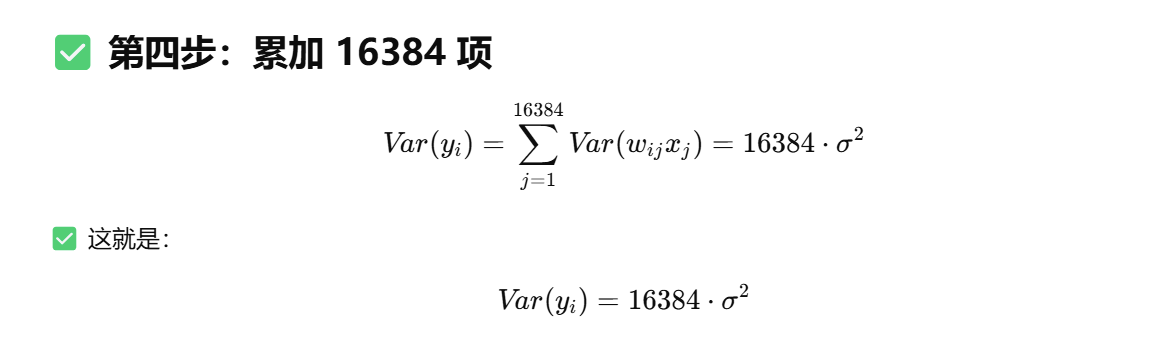 ✅ 第四步：累加 16384 项
$Var(y_i) = \sum_{j=1}^{16384} Var(w_{ij}x_j) = 16384 \cdot \sigma^2$
✅ 这就是：
$Var(y_i) = 16384 \cdot \sigma^2$